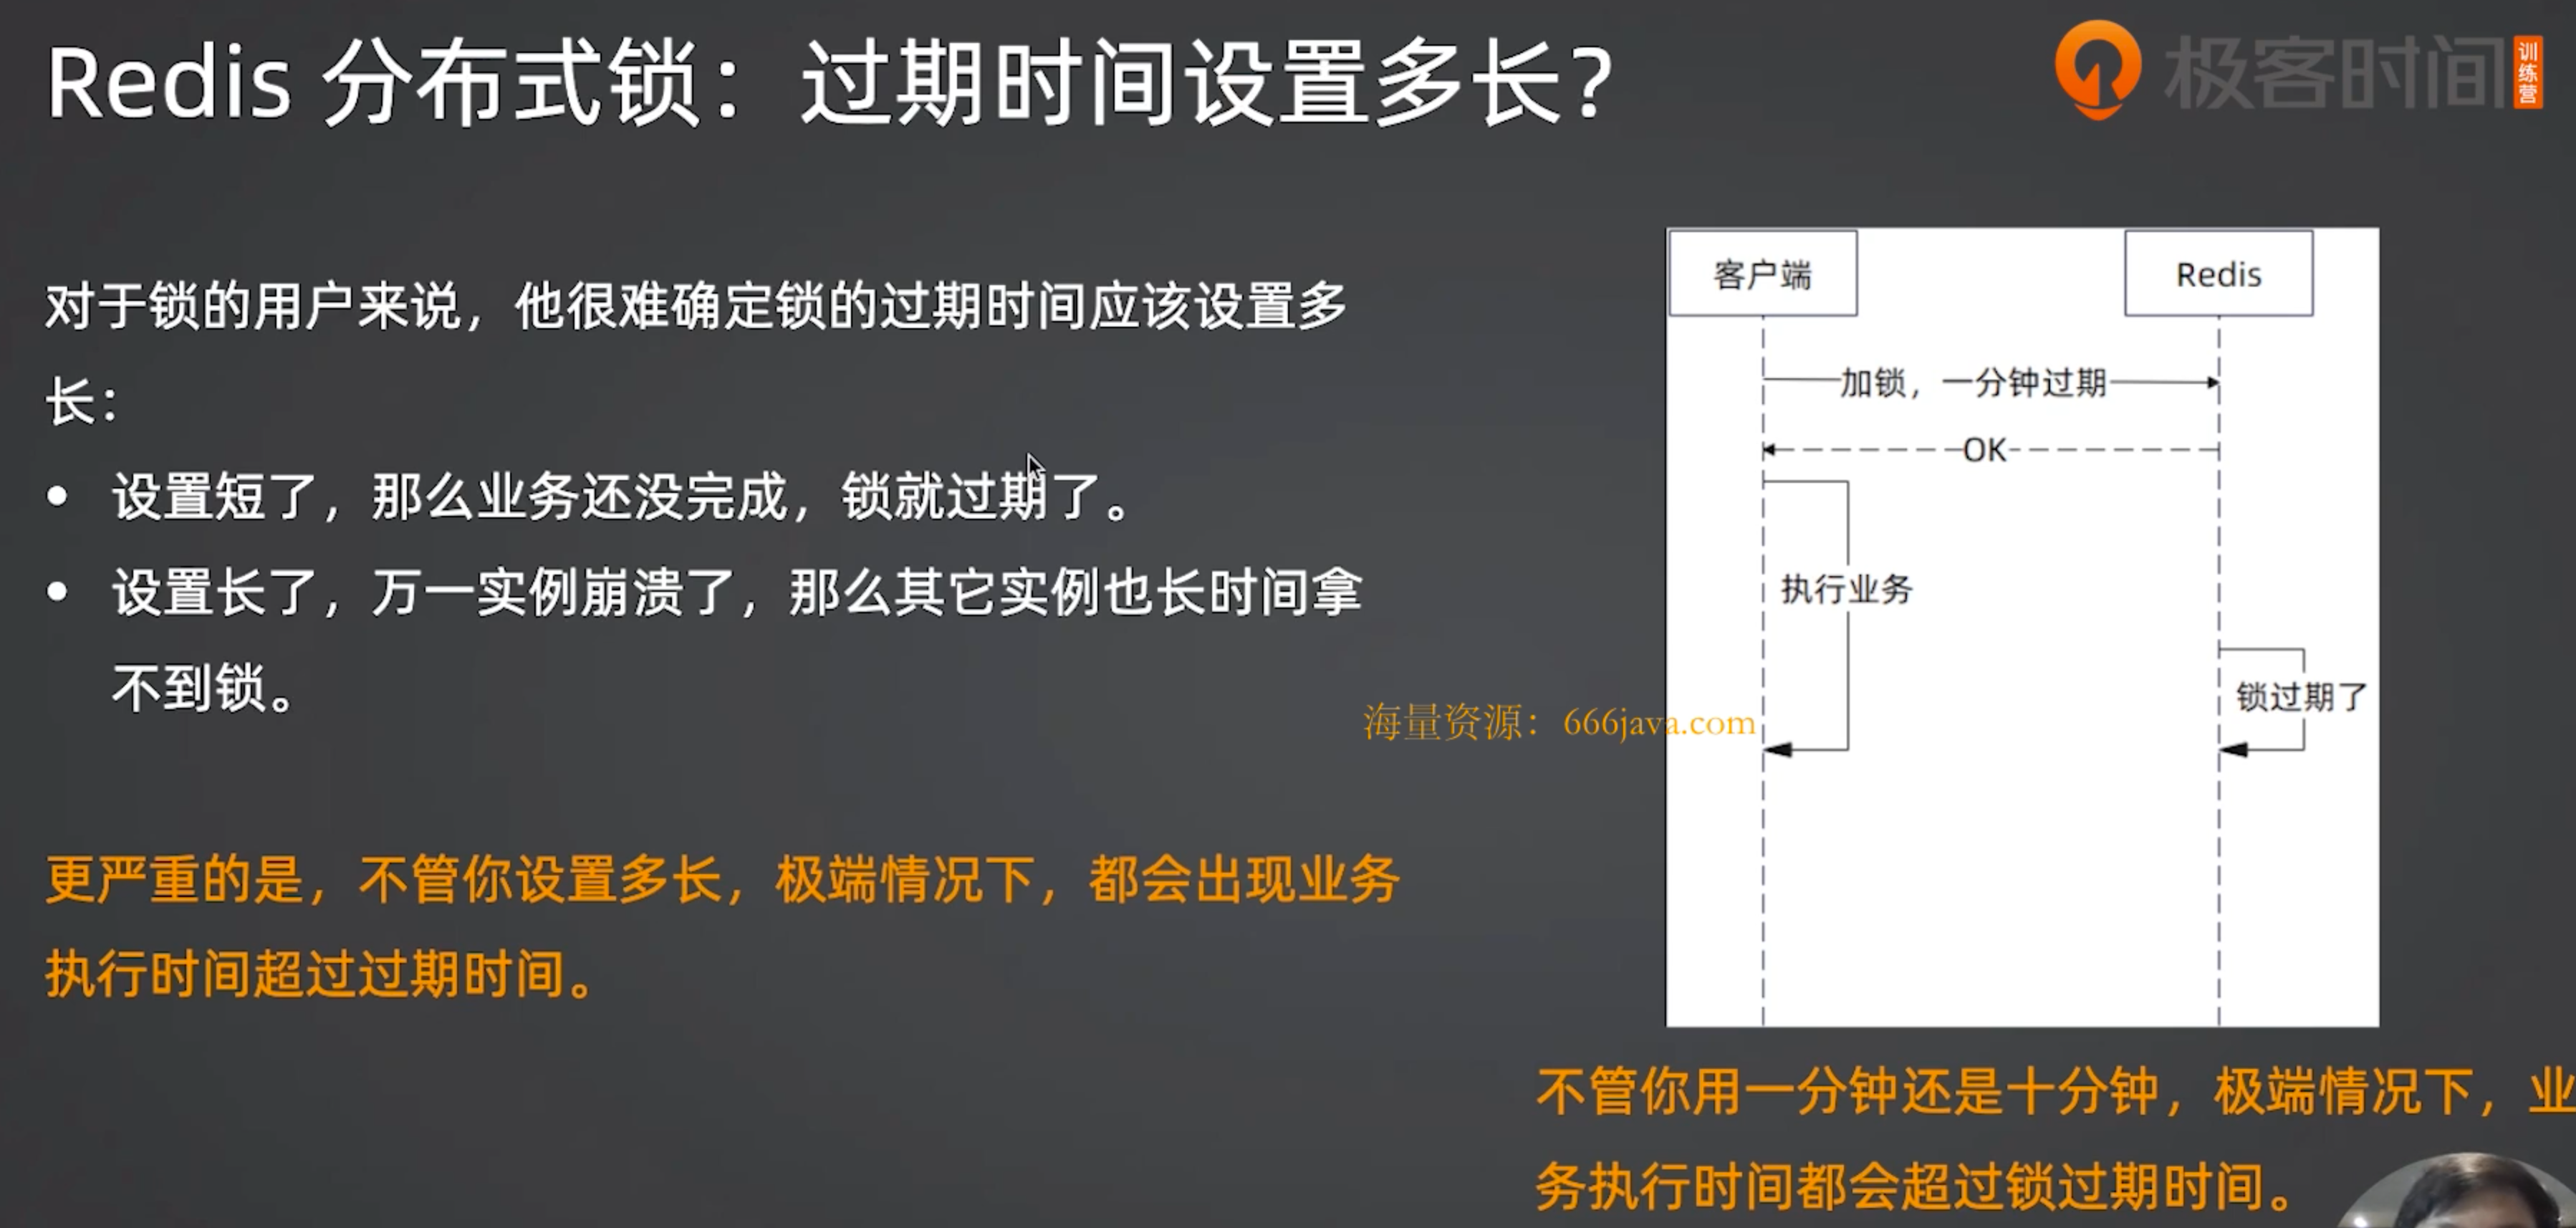 Redis 分布式锁：过期时间设置多长？
极客时间
训练营
对于锁的用户来说，他很难确定锁的过期时间应该设置多
长：
• 设置短了，那么业务还没完成，锁就过期了。
• 设置长了，万一实例崩溃了，那么其它实例也长时间拿
不到锁。
更严重的是，不管你设置多长，极端情况下，都会出现业务
执行时间超过过期时间。
客户端
Redis
加锁，一分钟过期
OK
执行业务
锁过期了
海量资源：666java.com
不管你用一分钟还是十分钟，极端情况下，业
务执行时间都会超过锁过期时间。